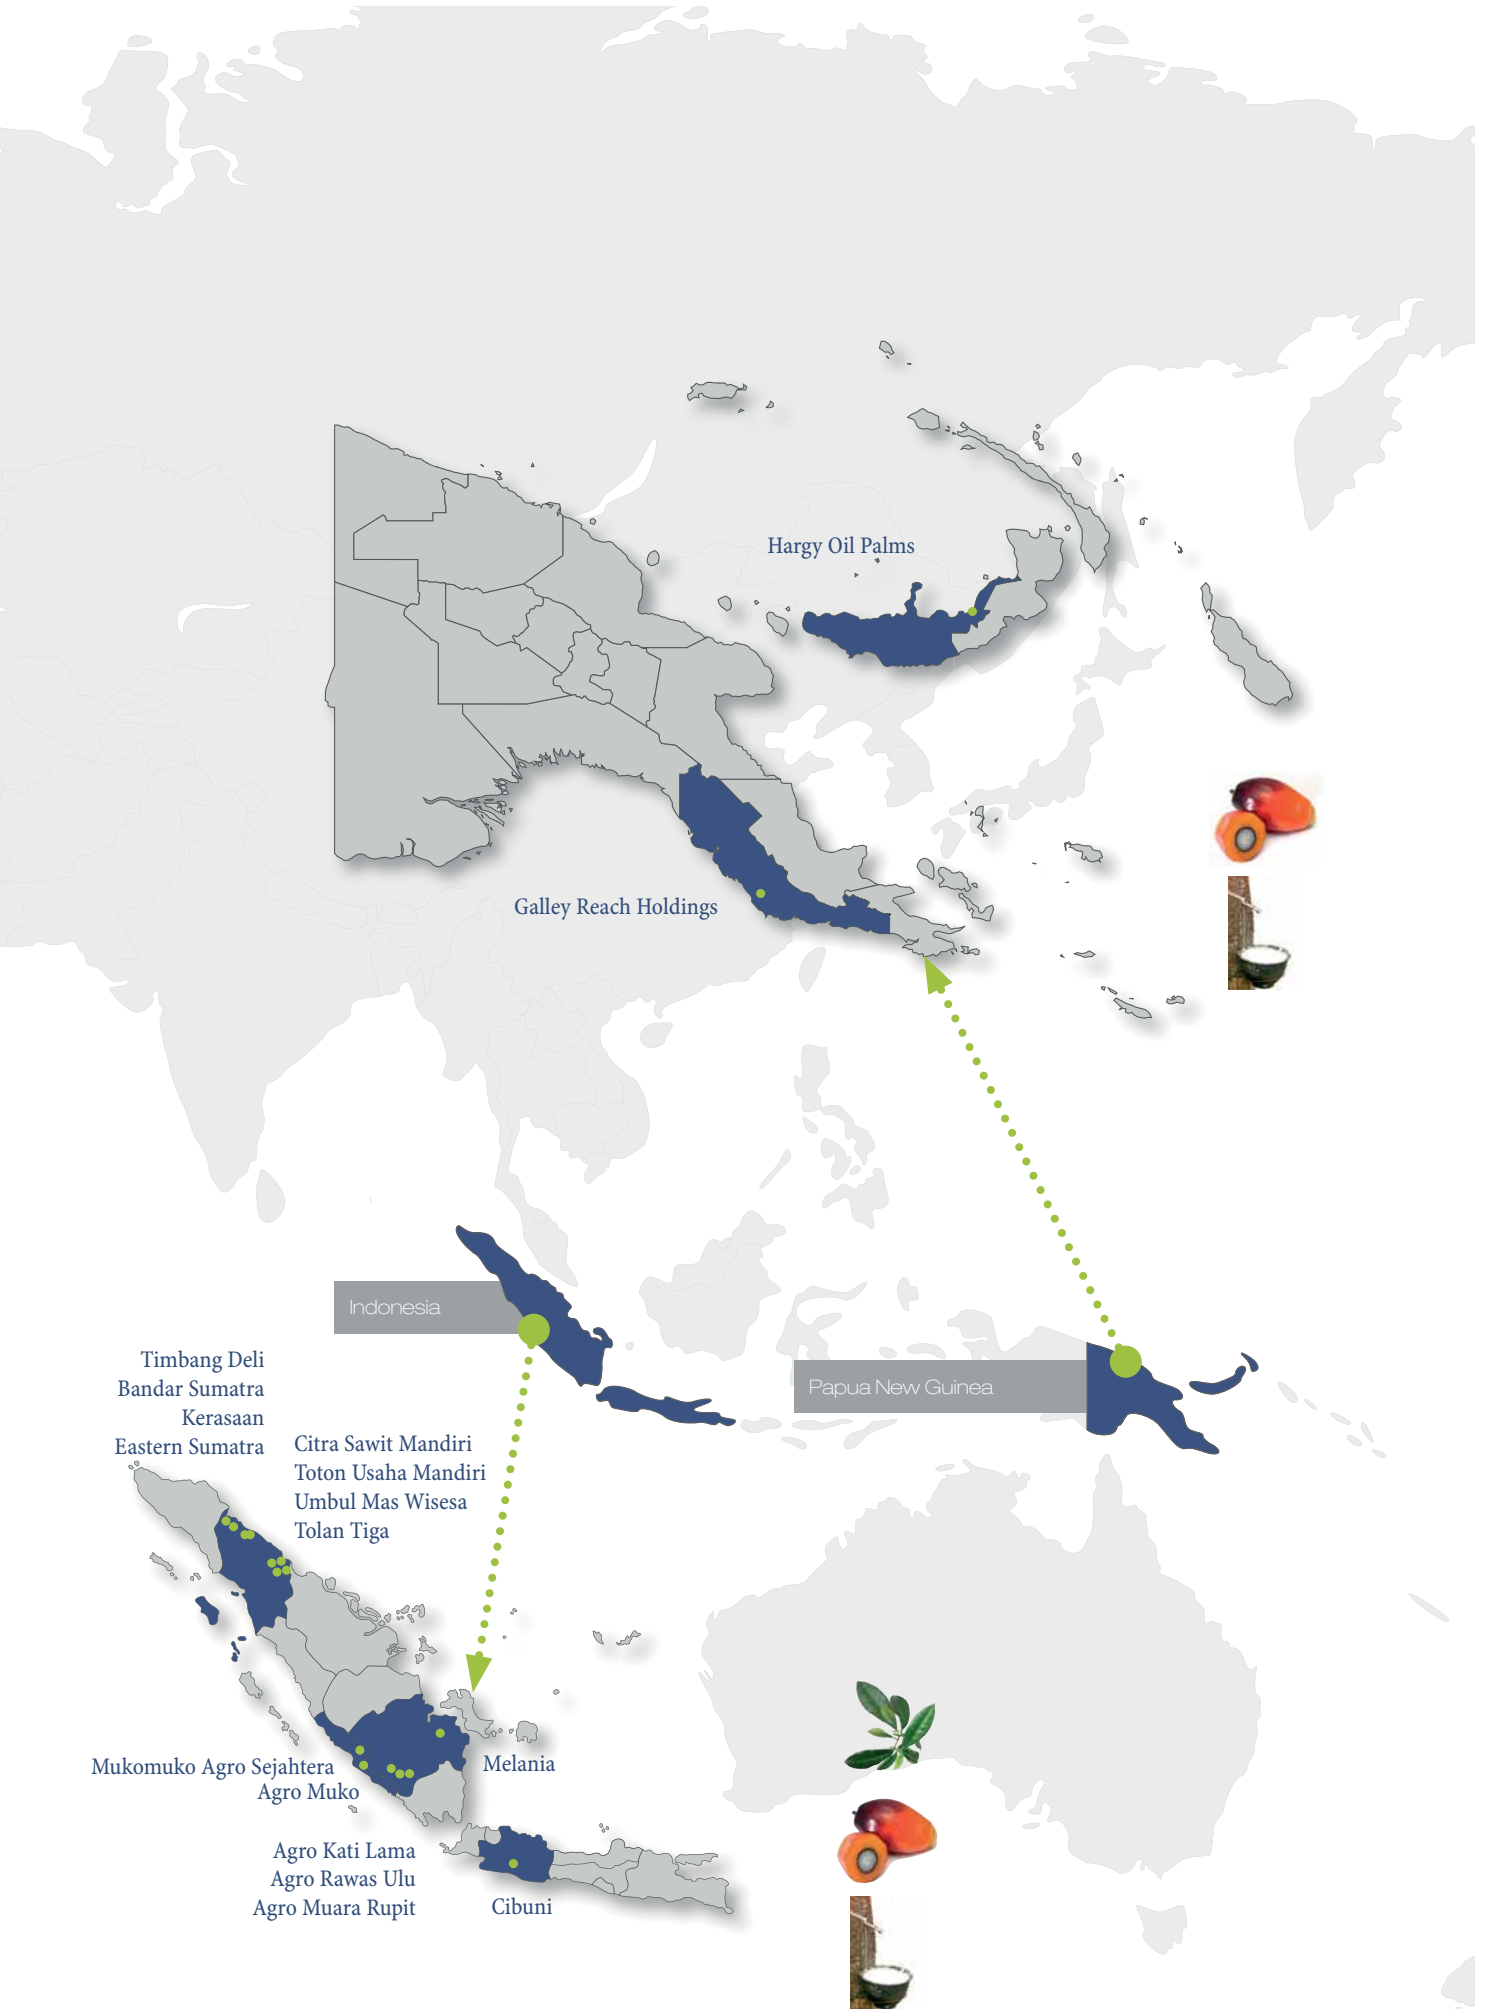 Hargy Oil Palms
Galley Reach Holdings
Indonesia
Papua New Guinea
Timbang Deli
Bandar Sumatra
Kerasaan
Eastern Sumatra
Citra Sawit Mandiri
Toton Usaha Mandiri
Umbul Mas Wisesa
Tolan Tiga
Mukomuko Agro Sejahtera
Agro Muko
Melania
Agro Kati Lama
Agro Rawas Ulu
Agro Muara Rupit
Cibuni